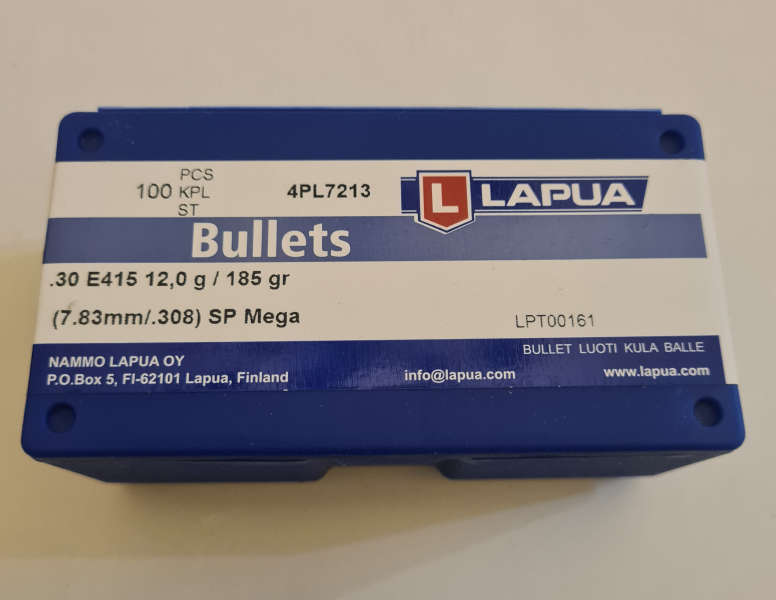 PCS
100 KPL
ST
4PL7213
L LAPUA
Bullets
.30 E415 12,0 g / 185 gr
(7.83mm/.308) SP Mega
LPT00161
BULLET LUOTI KULA BALLE
NAMMO LAPUA OY
P.O.Box 5, FI-62101 Lapua, Finland
info@lapua.com
www.lapua.com